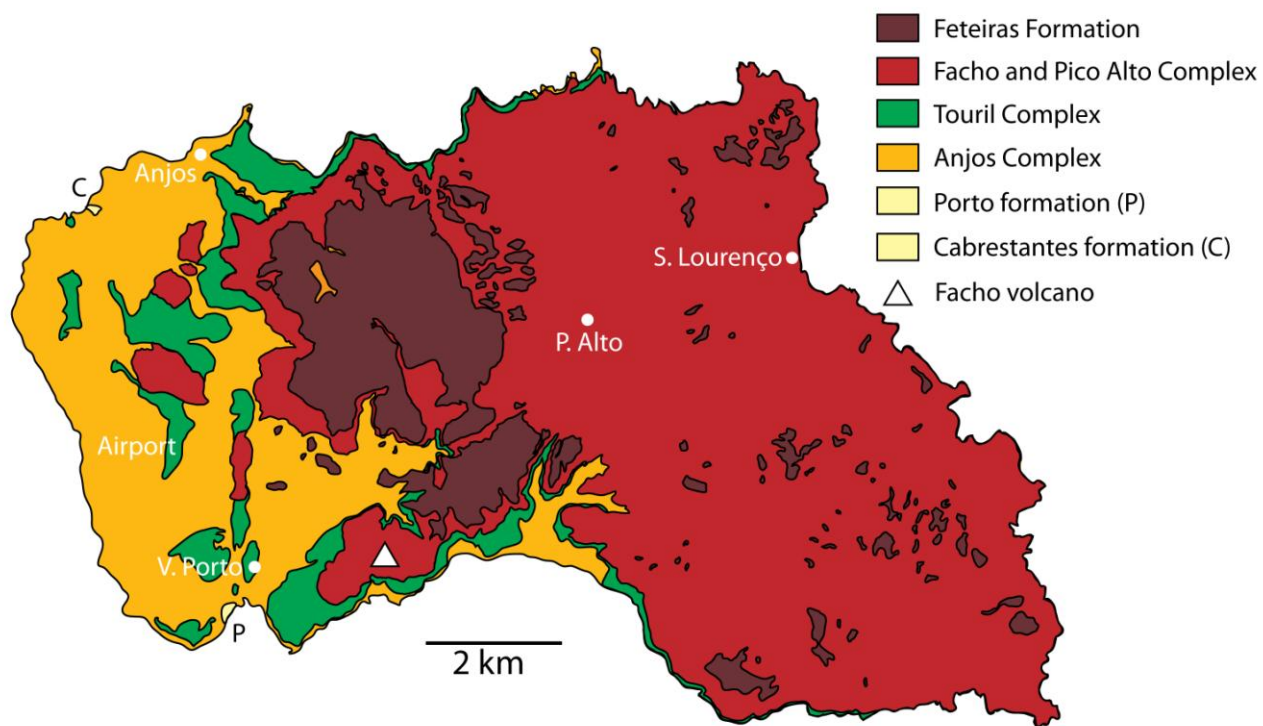 Feteiras Formation
Facho and Pico Alto Complex
Touril Complex
Anjos Complex
Porto formation (P)
Cabrestantes formation (C)
Facho volcano
Anjos
C
S. Lourenço
P. Alto
Airport
V. Porto
P
2 km